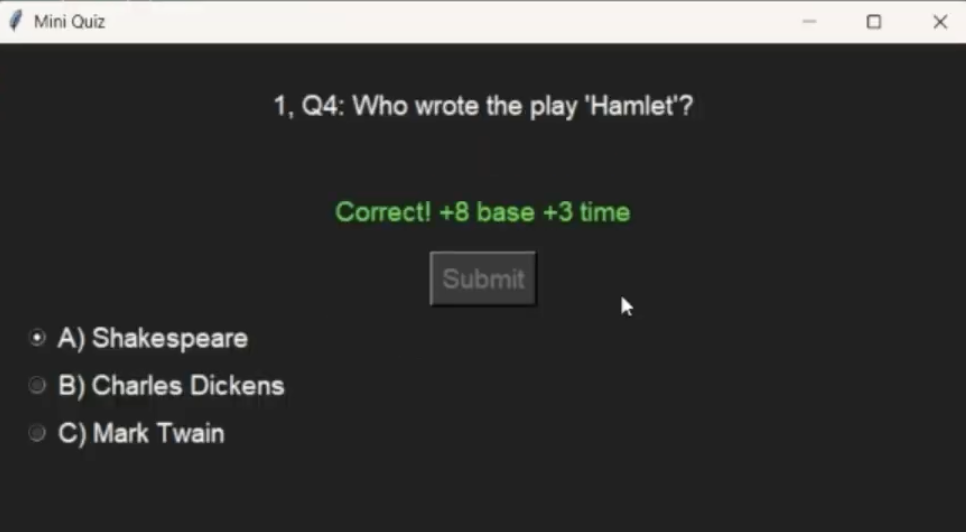 Mini Quiz
1, Q4: Who wrote the play 'Hamlet'?
Correct! +8 base +3 time
Submit
A) Shakespeare
B) Charles Dickens
C) Mark Twain